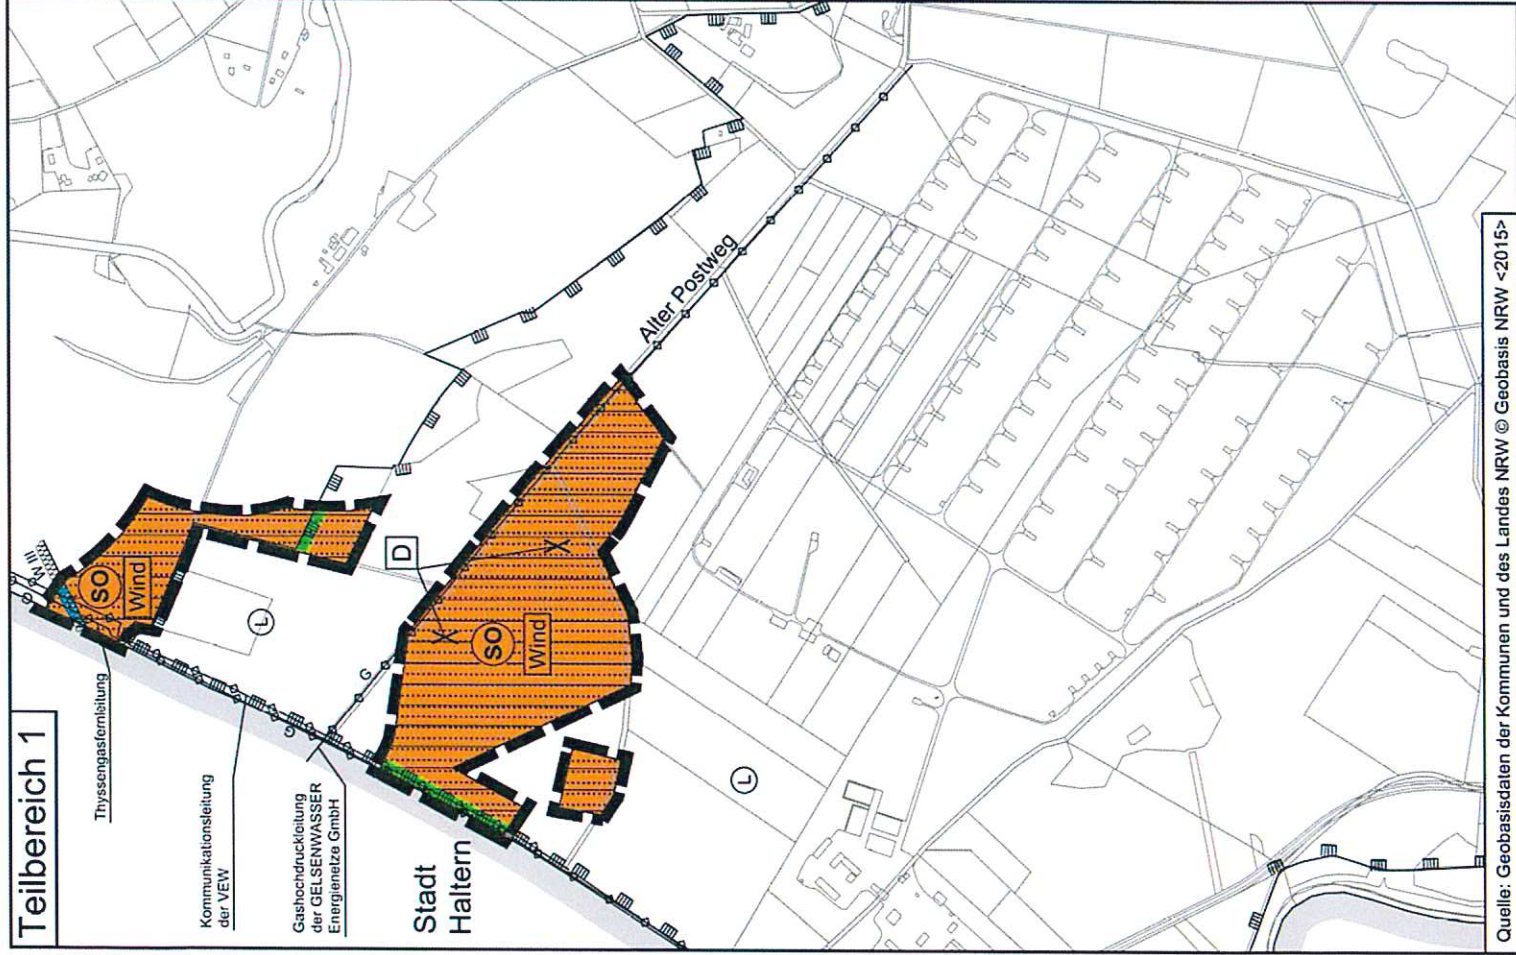 Teilbereich 1
Thyssengasfernleitung
Kommunikationsleitung
der VEW
Gashochdruckleitung
der GELSENWASSER
Energienetze GmbH
Stadt
Haltern
W III
SO
Wind
L
D
G
G
SO
Wind
L
Alter Postweg
Quelle: Geobasisdaten der Kommunen und des Landes NRW © Geobasis NRW <2015>